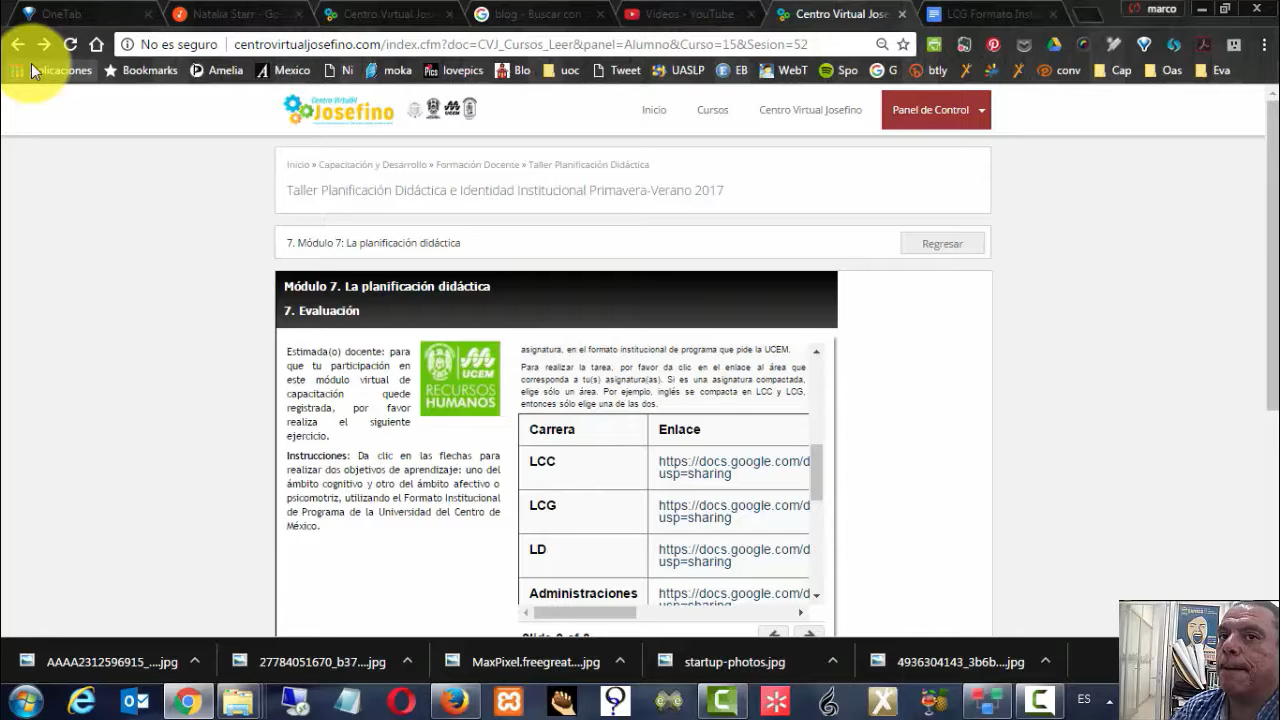 OneTab
Natalia Starr - Go
Centro Virtual Jo
blog - Buscar con
Videos - YouTube
Centro Virtual Jose
LCG Formato Inst
marco
No es seguro
centrovirtualjosefino.com/index.cfm?doc=CVJ_Cursos_Leer&panel=Alumno&Curso=15&Sesion=52
Bookmarks
Amelia
Mexico
Ni
moka
lovepics
Blo
uoc
Tweet
UASLP
EB
WebT
Spo
G
btly
conv
Cap
Oas
Eva
Centro Virtual
Josefino
UCEM
Inicio
Cursos
Centro Virtual Josefino
Panel de Control
Inicio » Capacitación y Desarrollo » Formación Docente » Taller Planificación Didáctica
Taller Planificación Didáctica e Identidad Institucional Primavera-Verano 2017
7. Módulo 7: La planificación didáctica
Regresar
Módulo 7. La planificación didáctica
7. Evaluación
Estimada(o) docente: para
que tu participación en
este módulo virtual de
capacitación quede
registrada, por favor
realiza el siguiente
ejercicio.
UCEM
RECURSOS
HUMANOS
Instrucciones: Da clic en las flechas para
realizar dos objetivos de aprendizaje: uno del
ámbito cognitivo y otro del ámbito afectivo o
psicomotriz, utilizando el Formato Institucional
de Programa de la Universidad del Centro de
México.
asignatura, en el formato institucional de programa que pide la UCEM.
Para realizar la tarea, por favor da clic en el enlace al área que
corresponda a tu(s) asignatura(as). Si es una asignatura compactada,
elige sólo un área. Por ejemplo, inglés se compacta en LCC y LCG,
entonces sólo elige una de las dos.
Carrera
Enlace
LCC
https://docs.google.com/d
usp=sharing
LCG
https://docs.google.com/d
usp=sharing
LD
https://docs.google.com/d
usp=sharing
Administraciones
https://docs.google.com/d
AAAA2312596915_....jpg
27784051670_b37....jpg
MaxPixel.freegreat....jpg
startup-photos.jpg
4936304143_3b6b....jpg
ES